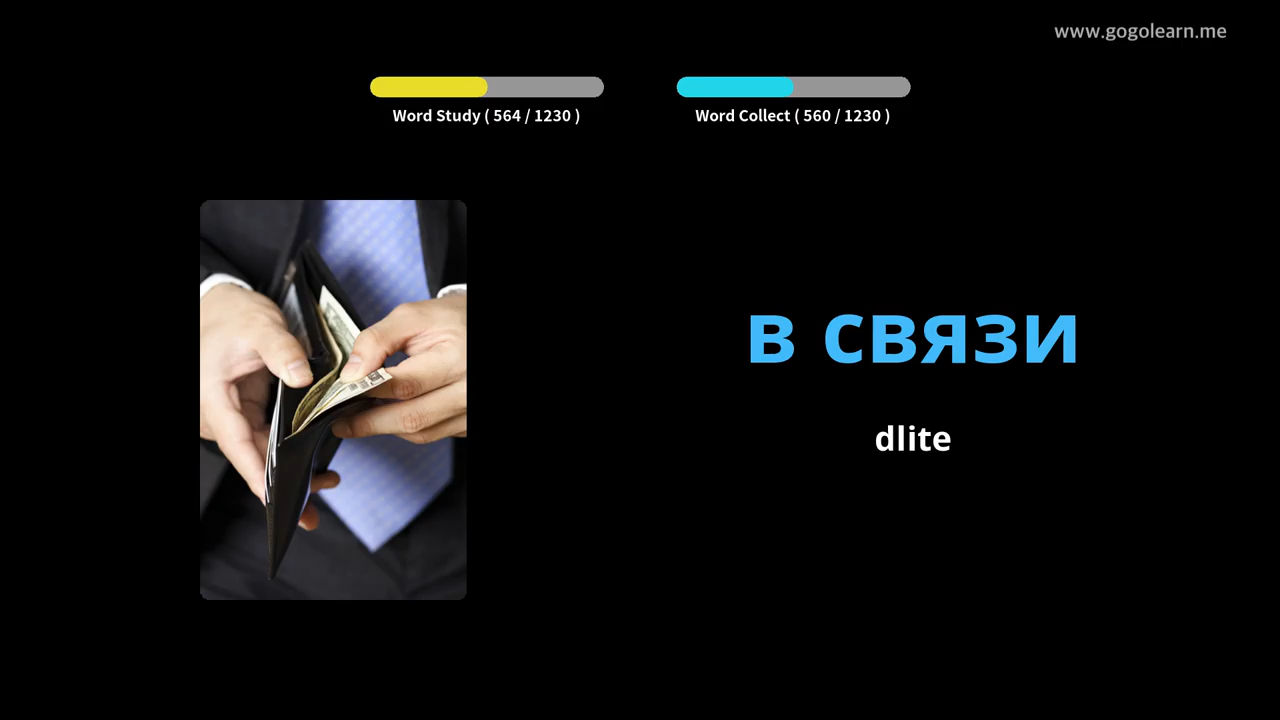 www.gogolearn.me
Word Study ( 564 / 1230 )
Word Collect ( 560 / 1230 )
в связи
dlite